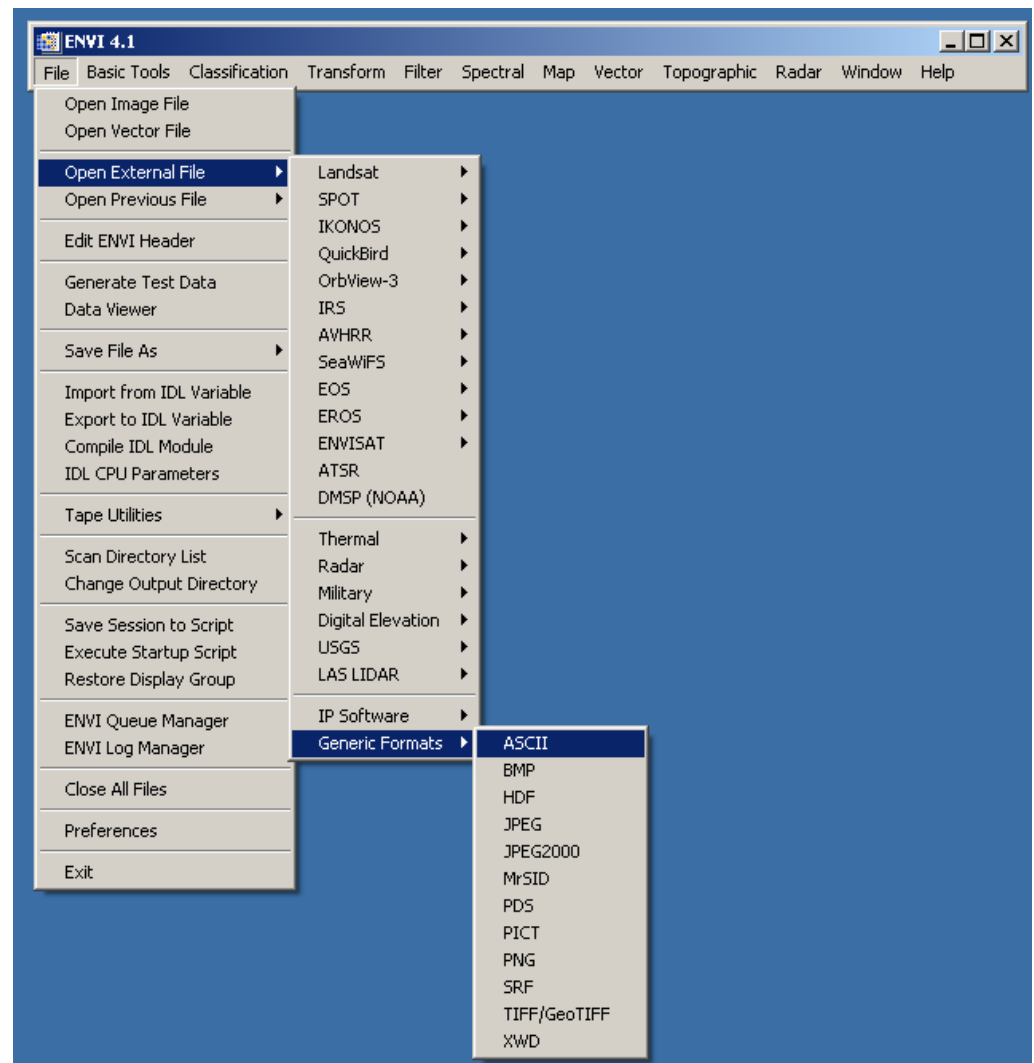 ENVI 4.1
File Basic Tools Classification Transform Filter Spectral Map Vector Topographic Radar Window Help
Open Image File
Open Vector File
Open External File
Open Previous File
Edit ENVI Header
Generate Test Data
Data Viewer
Save File As
Import from IDL Variable
Export to IDL Variable
Compile IDL Module
IDL CPU Parameters
Tape Utilities
Scan Directory List
Change Output Directory
Save Session to Script
Execute Startup Script
Restore Display Group
ENVI Queue Manager
ENVI Log Manager
Close All Files
Preferences
Exit
Landsat
SPOT
IKONOS
QuickBird
OrbView-3
IRS
AVHRR
SeaWiFS
EOS
EROS
ENVISAT
ATSR
DMSP (NOAA)
Thermal
Radar
Military
Digital Elevation
USGS
LAS LIDAR
IP Software
Generic Formats
ASCII
BMP
HDF
JPEG
JPEG2000
MrSID
PDS
PICT
PNG
SRF
TIFF/GeoTIFF
XWD